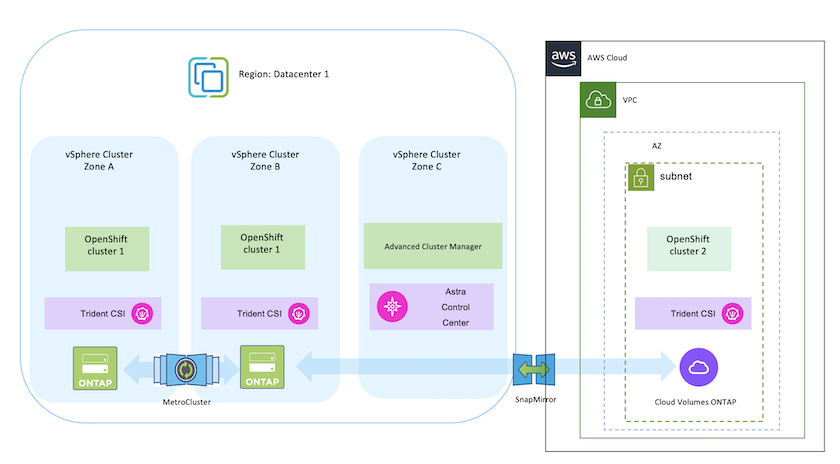 Region: Datacenter 1
aws
AWS Cloud
VPC
AZ
subnet
vSphere Cluster
Zone A
vSphere Cluster
Zone B
vSphere Cluster
Zone C
OpenShift
cluster 1
OpenShift
cluster 1
Advanced Cluster Manager
OpenShift
cluster 2
Trident CSI
Trident CSI
Astra
Control
Center
Trident CSI
ONTAP
ONTAP
MetroCluster
SnapMirror
Cloud Volumes ONTAP